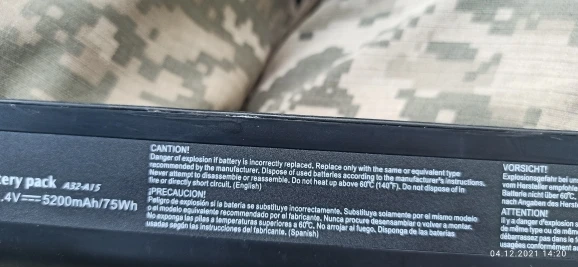 tery pack A32-A15
.4V⎓5200mAh/75Wh
CAUTION!
Danger of explosion if battery is incorrectly replaced. Replace only with the same or equivalent type
recommended by the manufacturer. Dispose of used batteries according to the manufacturer's instructions.
Never attempt to disassemble or reassemble. Do not heat up above 60℃ (140℉). Do not dispose of in
fire or directly short circuit. (English)
¡PRECAUCION!
Peligro de explosión si la bateria se substituye incorrectamente. Substituya solamente por el mismo modelo
o el modelo equivalente recomendado por el fabricante. Nunca procure desensamblar o volver a montar.
No exponga las pilas a temperaturas superiores a 60℃. No arrojar al fuego. Disponga de las baterias
usadas según las instrucciones del fabricante. (Spanish)
VORSICHT!
Explosionsgefahr bei un
vom Hersteller empfohle
Batterie nicht Über 60℃,
nach Angaben des Herst
ATTENTION!
Il y a danger d'explosion s
de même type ou de même
débarrassez pas dans le
usagées conformément a
04.12.2021 14:20